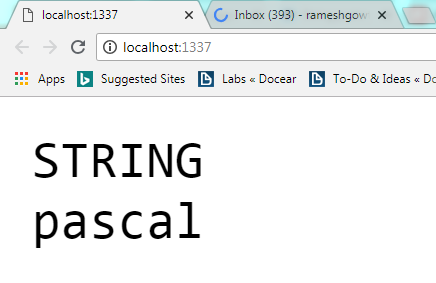 localhost:1337
Inbox (393) - rameshgow
localhost:1337
Apps
Suggested Sites
Labs « Docear
To-Do & Ideas « Do
STRING
pascal